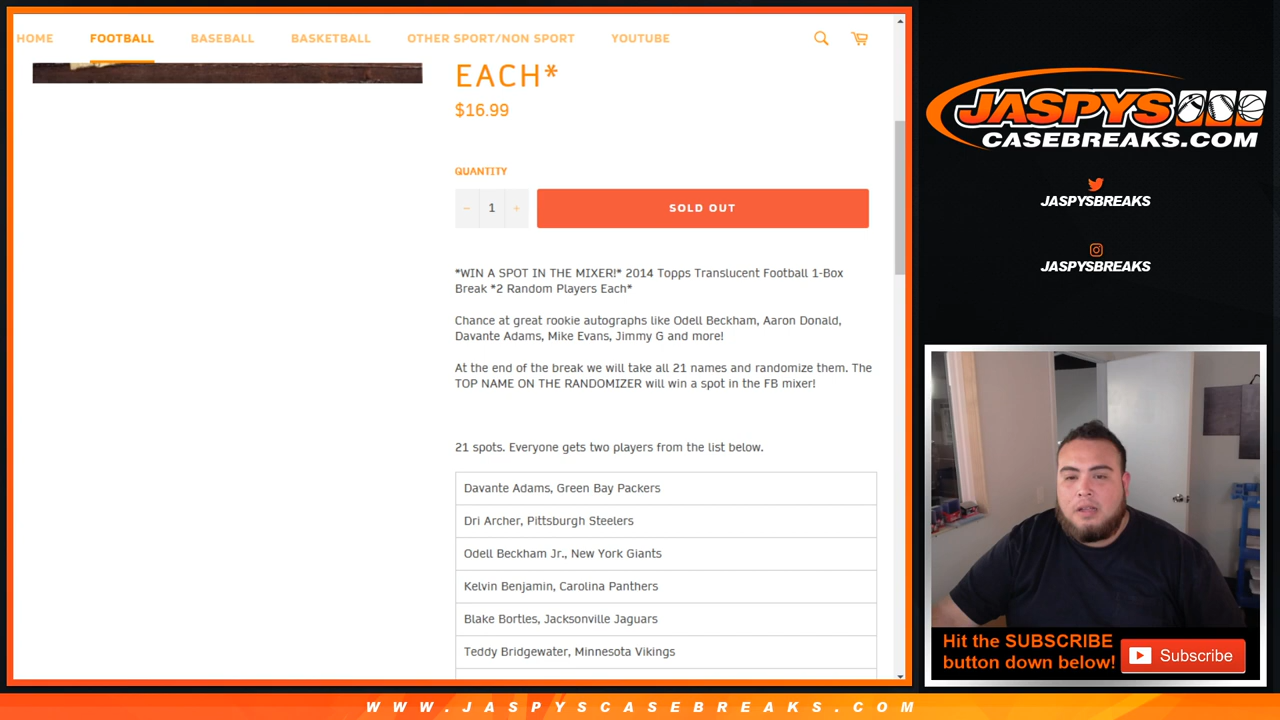 HOME FOOTBALL BASEBALL BASKETBALL OTHER SPORT/NON SPORT YOUTUBE
EACH*
$16.99
QUANTITY
− 1 + SOLD OUT
*WIN A SPOT IN THE MIXER!* 2014 Topps Translucent Football 1-Box
Break *2 Random Players Each*
Chance at great rookie autographs like Odell Beckham, Aaron Donald,
Davante Adams, Mike Evans, Jimmy G and more!
At the end of the break we will take all 21 names and randomize them. The
TOP NAME ON THE RANDOMIZER will win a spot in the FB mixer!
21 spots. Everyone gets two players from the list below.
Davante Adams, Green Bay Packers
Dri Archer, Pittsburgh Steelers
Odell Beckham Jr., New York Giants
Kelvin Benjamin, Carolina Panthers
Blake Bortles, Jacksonville Jaguars
Teddy Bridgewater, Minnesota Vikings
JASPYS
CASEBREAKS.COM
JASPYSBREAKS
JASPYSBREAKS
Hit the SUBSCRIBE
button down below!
Subscribe
WWW.JASPYSCASEBREAKS.COM